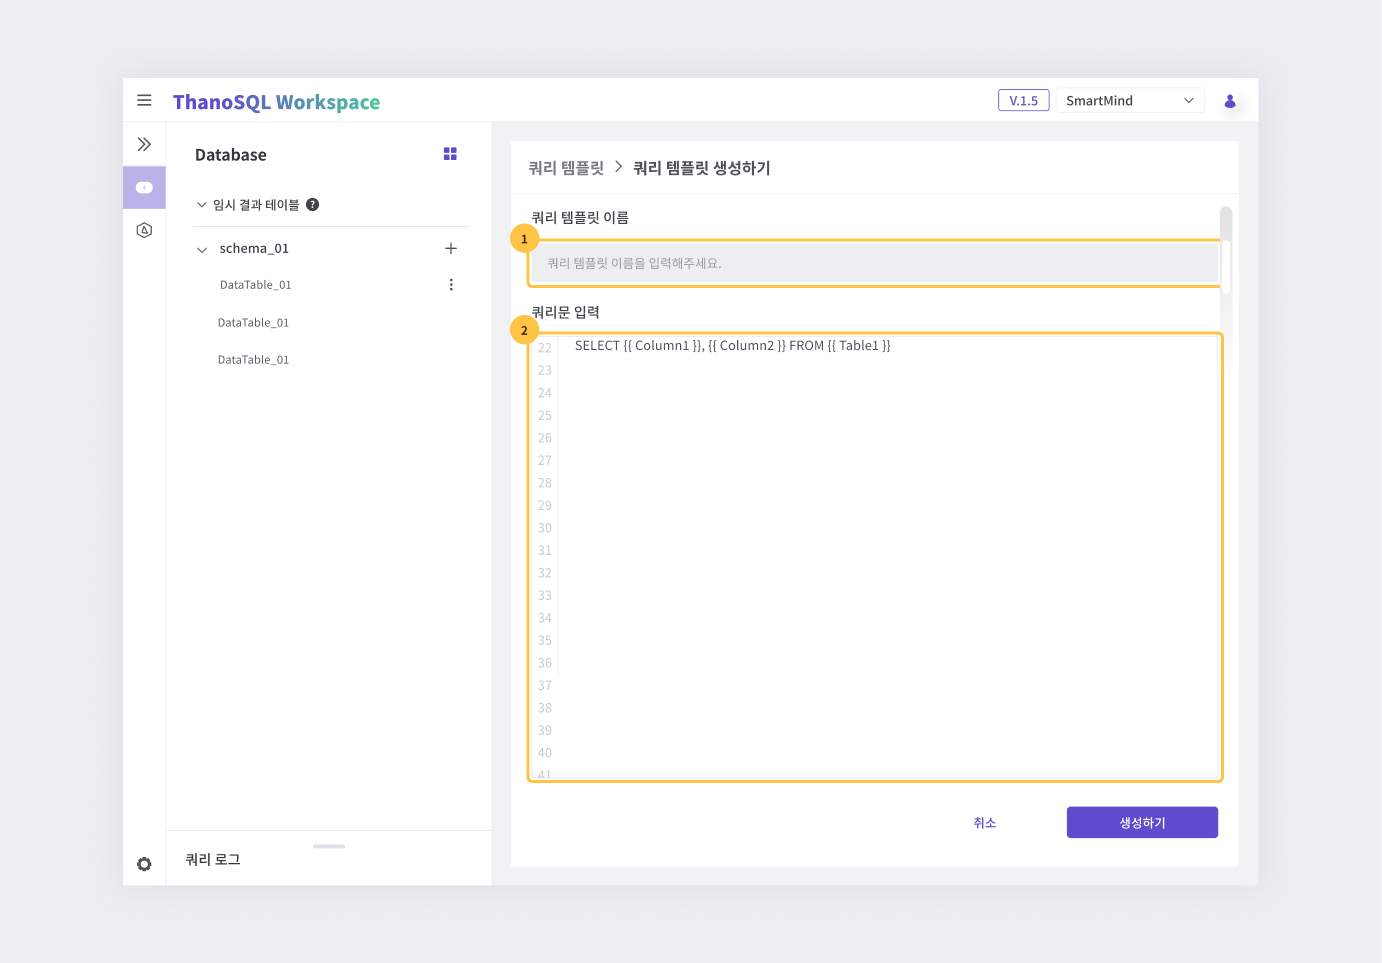 ThanoSQL Workspace
V.1.5
SmartMind
Database
임시 결과 테이블 ?
schema_01
DataTable_01
DataTable_01
DataTable_01
쿼리 로그
쿼리 템플릿 > 쿼리 템플릿 생성하기
쿼리 템플릿 이름
1
쿼리 템플릿 이름을 입력해주세요.
쿼리문 입력
2
22 SELECT {{ Column1 }}, {{ Column2 }} FROM {{ Table1 }}
23
24
25
26
27
28
29
30
31
32
33
34
35
36
37
38
39
40
41
취소
생성하기